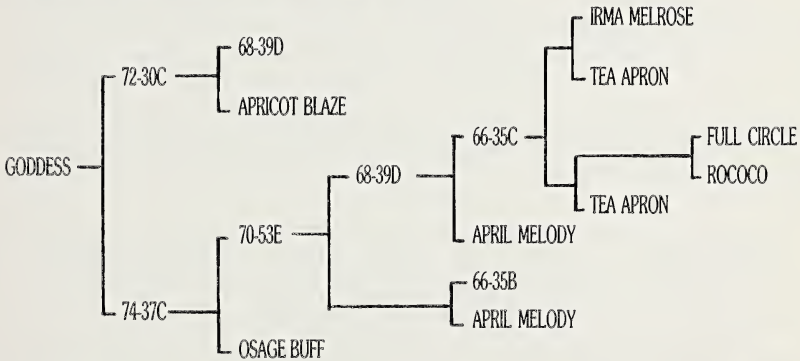 IRMA MELROSE
68-39D
72-30C
TEA APRON
APRICOT BLAZE
66-35C
FULL CIRCLE
GODDESS
68-39D
ROCOCO
TEA APRON
70-53E
APRIL MELODY
66-35B
74-37C
APRIL MELODY
OSAGE BUFF